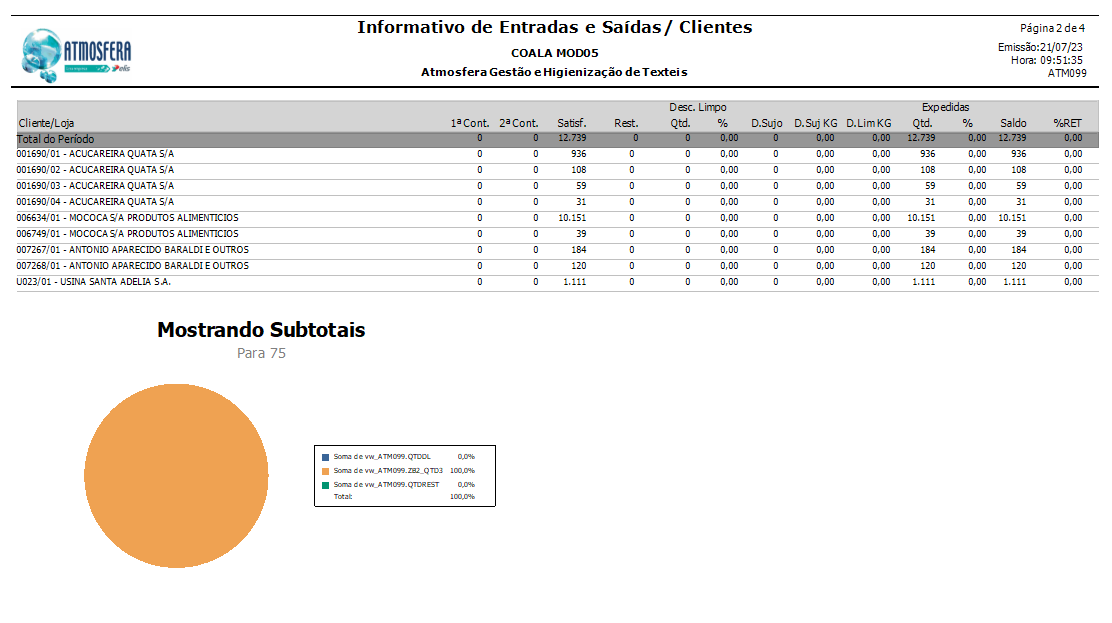 ATMOSFERA
elis
Informativo de Entradas e Saídas / Clientes
COALA MOD05
Atmosfera Gestão e Higienização de Texteis
Página 2 de 4
Emissão:21/07/23
Hora: 09:51:35
ATM099
Desc. Limpo Expedidas
Cliente/Loja 1ª Cont. 2ª Cont. Satisf. Rest. Qtd. % D.Sujo D.Suj KG D.Lim KG Qtd. % Saldo %RET
Total do Período 0 0 12.739 0 0 0,00 0 0,00 0,00 12.739 0,00 12.739 0,00
001690/01 - ACUCAREIRA QUATA S/A 0 0 936 0 0 0,00 0 0,00 0,00 936 0,00 936 0,00
001690/02 - ACUCAREIRA QUATA S/A 0 0 108 0 0 0,00 0 0,00 0,00 108 0,00 108 0,00
001690/03 - ACUCAREIRA QUATA S/A 0 0 59 0 0 0,00 0 0,00 0,00 59 0,00 59 0,00
001690/04 - ACUCAREIRA QUATA S/A 0 0 31 0 0 0,00 0 0,00 0,00 31 0,00 31 0,00
006634/01 - MOCOCA S/A PRODUTOS ALIMENTICIOS 0 0 10.151 0 0 0,00 0 0,00 0,00 10.151 0,00 10.151 0,00
006749/01 - MOCOCA S/A PRODUTOS ALIMENTICIOS 0 0 39 0 0 0,00 0 0,00 0,00 39 0,00 39 0,00
007267/01 - ANTONIO APARECIDO BARALDI E OUTROS 0 0 184 0 0 0,00 0 0,00 0,00 184 0,00 184 0,00
007268/01 - ANTONIO APARECIDO BARALDI E OUTROS 0 0 120 0 0 0,00 0 0,00 0,00 120 0,00 120 0,00
U023/01 - USINA SANTA ADELIA S.A. 0 0 1.111 0 0 0,00 0 0,00 0,00 1.111 0,00 1.111 0,00
Mostrando Subtotais
Para 75
Soma de vw_ATM099.QTDDL 0,0%
Soma de vw_ATM099.ZB2_QTD3 100,0%
Soma de vw_ATM099.QTDREST 0,0%
Total: 100,0%